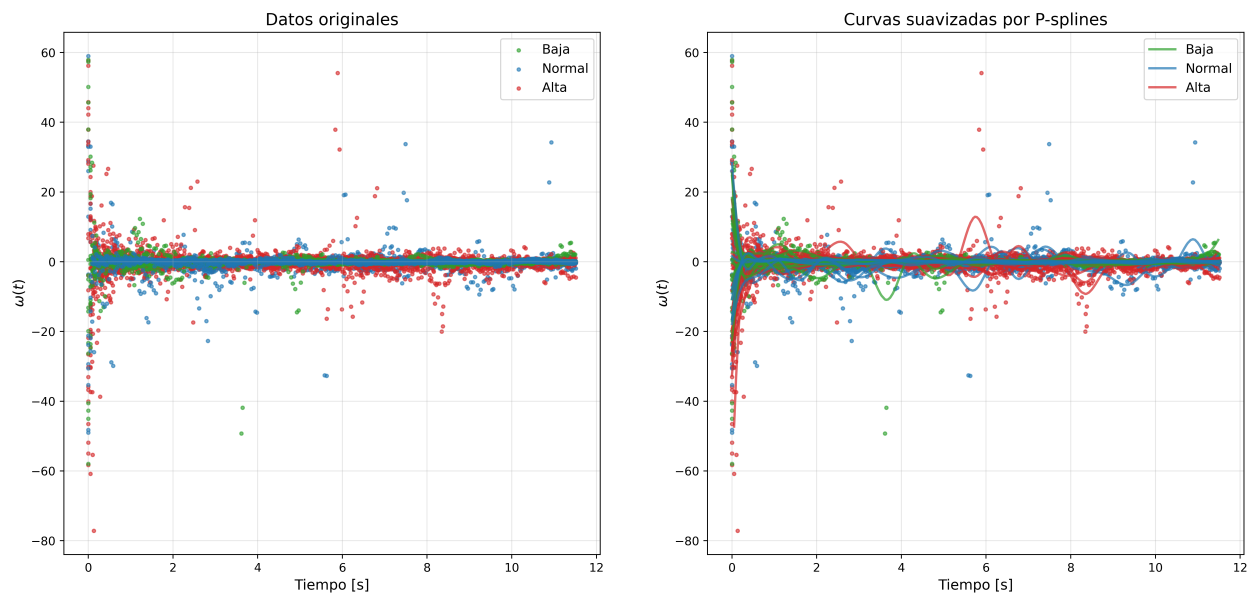 Datos originales
60
40
20
0
−20
−40
−60
−80
ω(t)
0 2 4 6 8 10 12
Tiempo [s]
Baja
Normal
Alta
Curvas suavizadas por P-splines
60
40
20
0
−20
−40
−60
−80
ω(t)
0 2 4 6 8 10 12
Tiempo [s]
Baja
Normal
Alta